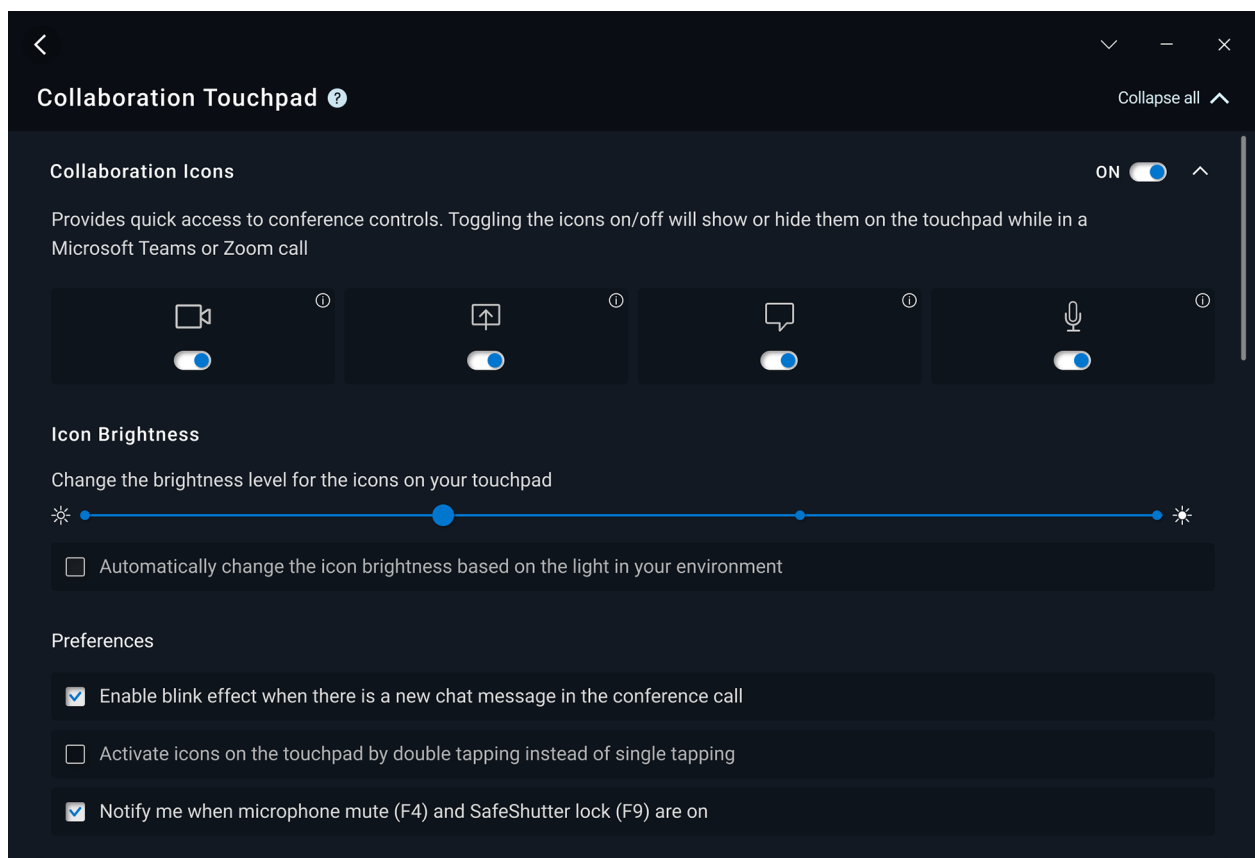 Collaboration Touchpad ?
Collapse all
Collaboration Icons
ON
Provides quick access to conference controls. Toggling the icons on/off will show or hide them on the touchpad while in a
Microsoft Teams or Zoom call
Icon Brightness
Change the brightness level for the icons on your touchpad
Automatically change the icon brightness based on the light in your environment
Preferences
Enable blink effect when there is a new chat message in the conference call
Activate icons on the touchpad by double tapping instead of single tapping
Notify me when microphone mute (F4) and SafeShutter lock (F9) are on